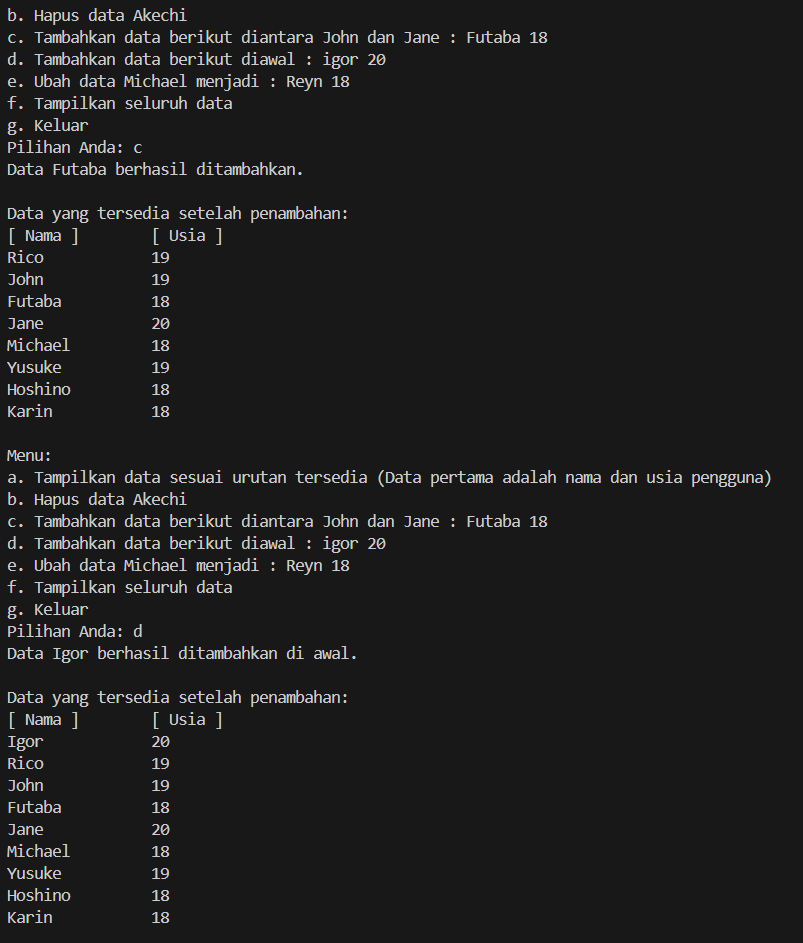 b. Hapus data Akechi
c. Tambahkan data berikut diantara John dan Jane : Futaba 18
d. Tambahkan data berikut diawal : igor 20
e. Ubah data Michael menjadi : Reyn 18
f. Tampilkan seluruh data
g. Keluar
Pilihan Anda: c
Data Futaba berhasil ditambahkan.

Data yang tersedia setelah penambahan:
[ Nama ]        [ Usia ]
Rico            19
John            19
Futaba          18
Jane            20
Michael         18
Yusuke          19
Hoshino         18
Karin           18

Menu:
a. Tampilkan data sesuai urutan tersedia (Data pertama adalah nama dan usia pengguna)
b. Hapus data Akechi
c. Tambahkan data berikut diantara John dan Jane : Futaba 18
d. Tambahkan data berikut diawal : igor 20
e. Ubah data Michael menjadi : Reyn 18
f. Tampilkan seluruh data
g. Keluar
Pilihan Anda: d
Data Igor berhasil ditambahkan di awal.

Data yang tersedia setelah penambahan:
[ Nama ]        [ Usia ]
Igor            20
Rico            19
John            19
Futaba          18
Jane            20
Michael         18
Yusuke          19
Hoshino         18
Karin           18